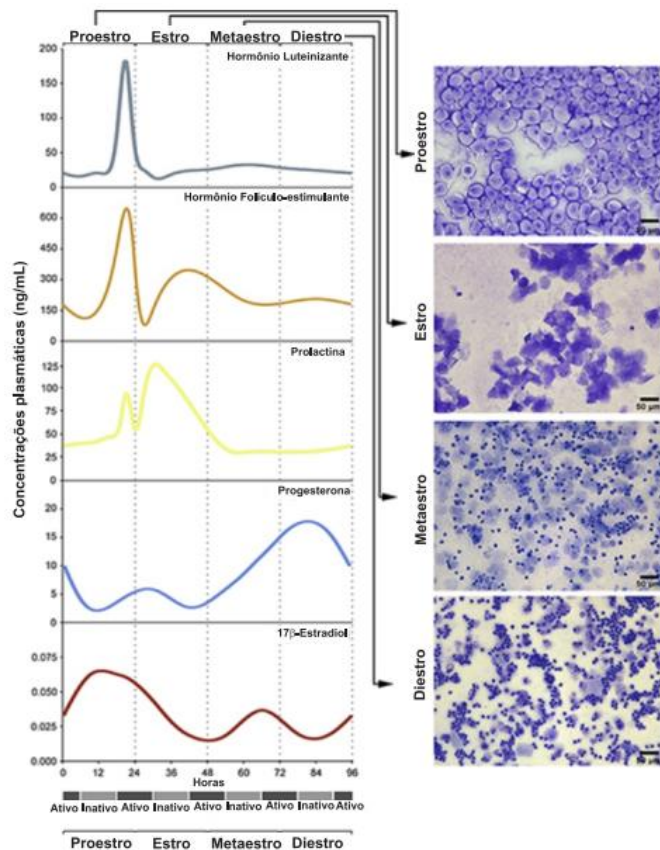 Proestro Estro Metaestro Diestro
Hormônio Luteinizante
200
150
100
50
0
Hormônio Folículo-estimulante
600
450
300
150
0
Prolactina
125
100
75
50
25
0
Progesterona
20
15
10
5
0
17β-Estradiol
0.075
0.050
0.025
0.000
Concentrações plasmáticas (ng/mL)
0 12 24 36 48 60 72 84 96
Horas
Ativo Inativo Ativo Inativo Ativo Inativo Ativo Inativo Ativo
Proestro Estro Metaestro Diestro
Proestro
Estro
50 µm
Metaestro
50 µm
Diestro